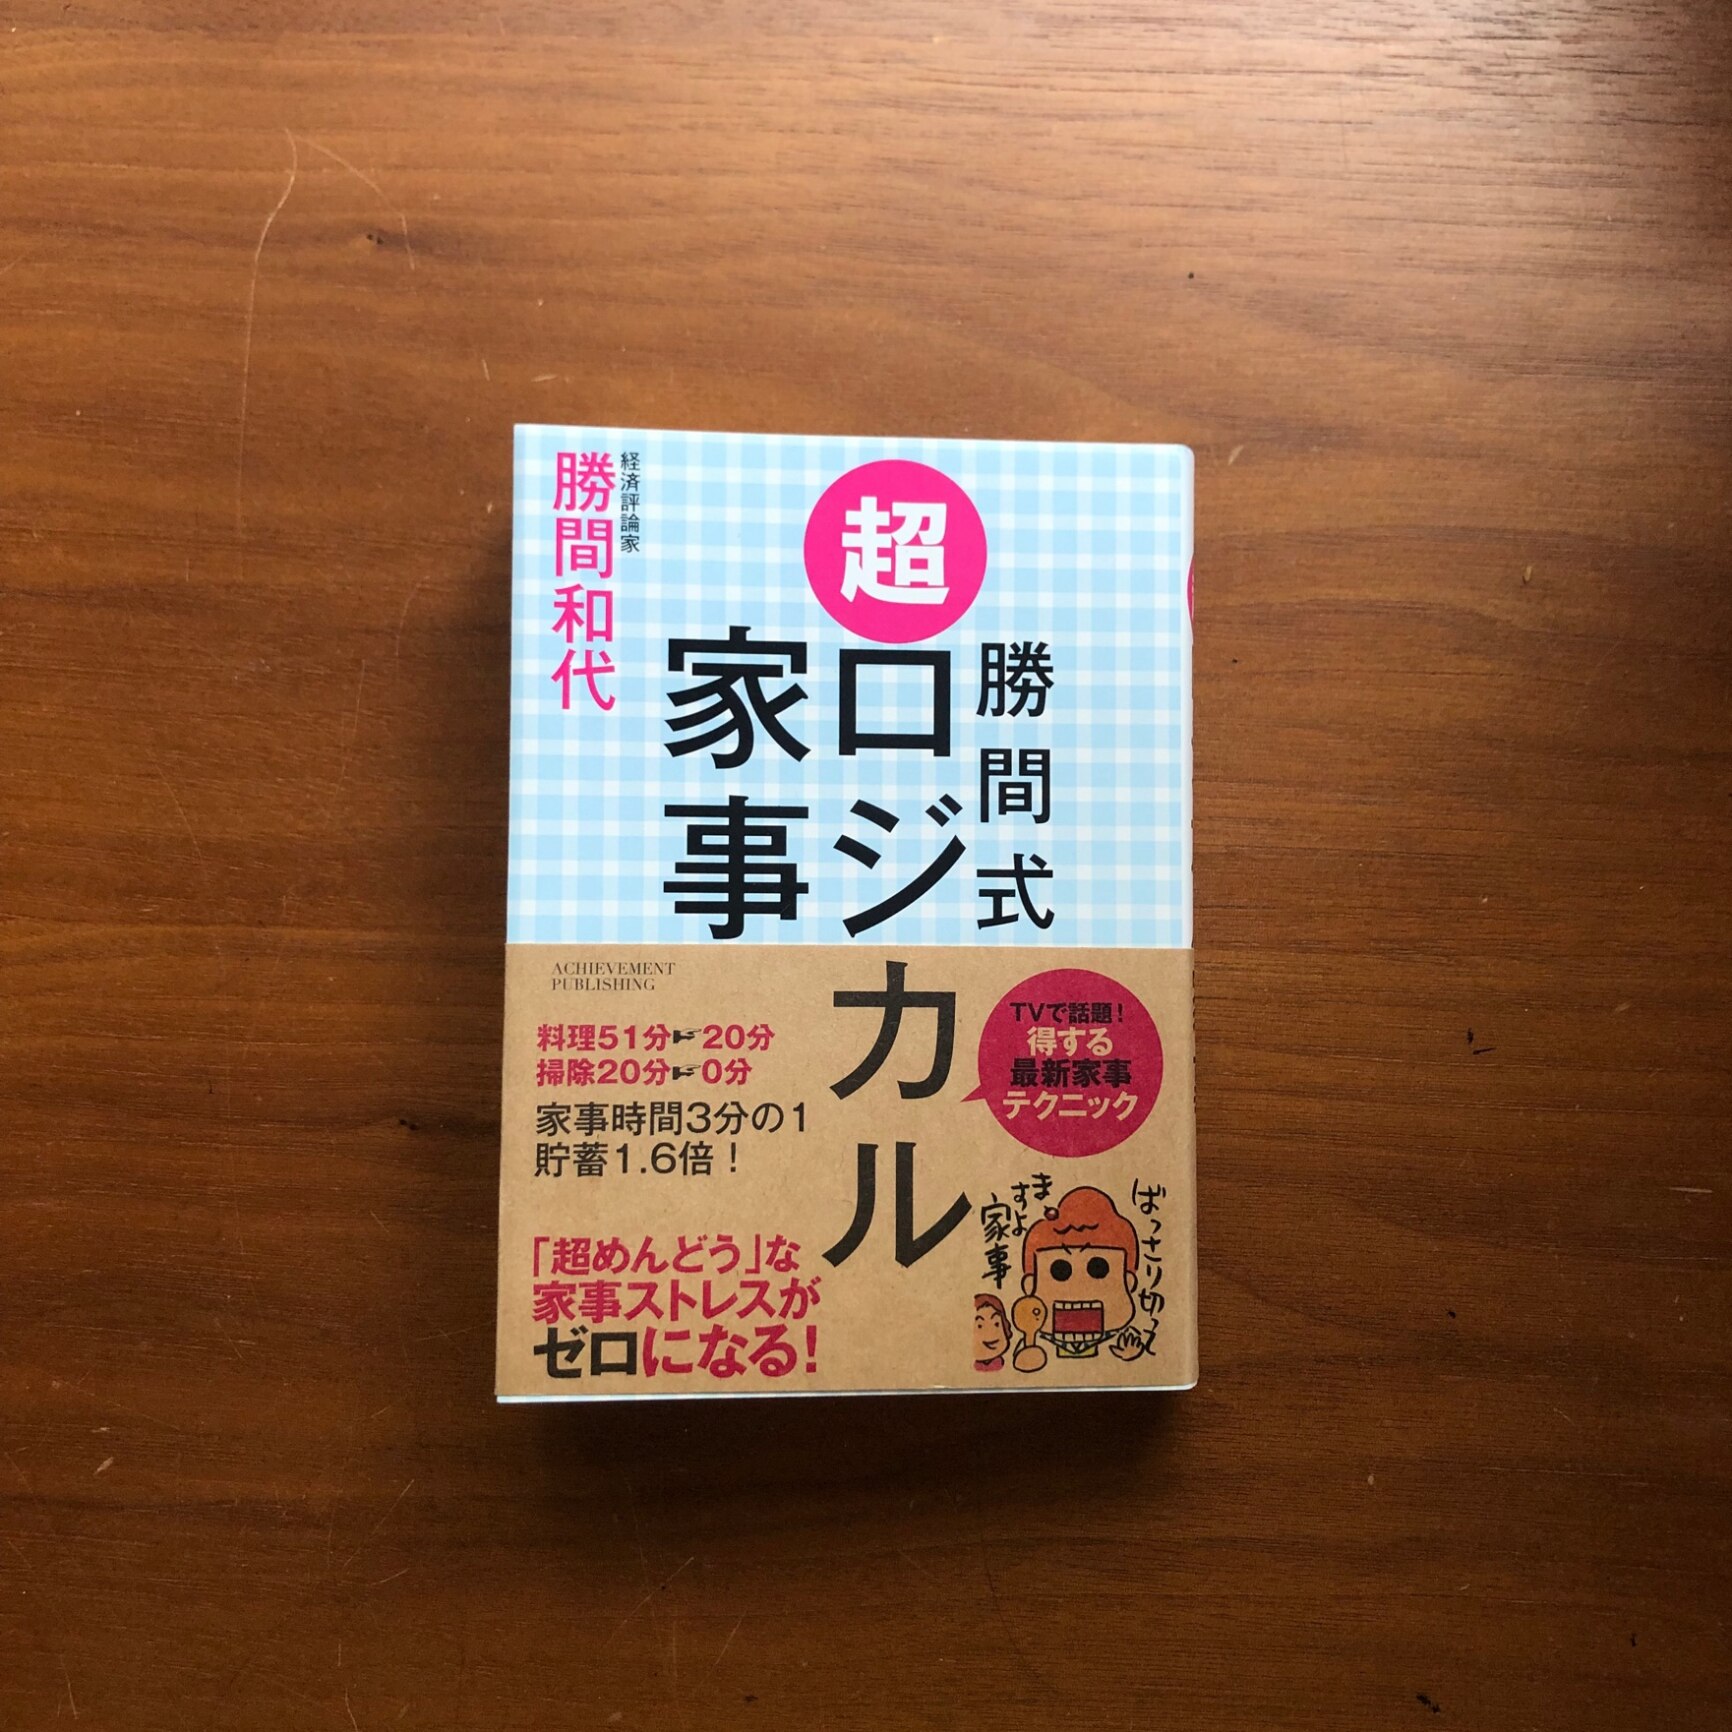 勝間式
超ロジカル
家事
経済評論家
勝間和代
ACHIEVEMENT
PUBLISHING
料理51分☞20分
掃除20分☞0分
家事時間3分の1
貯蓄1.6倍！
「超めんどう」な
家事ストレスが
ゼロになる！
TVで話題！
得する
最新家事
テクニック
ばっさり切って
ますよ。
家事